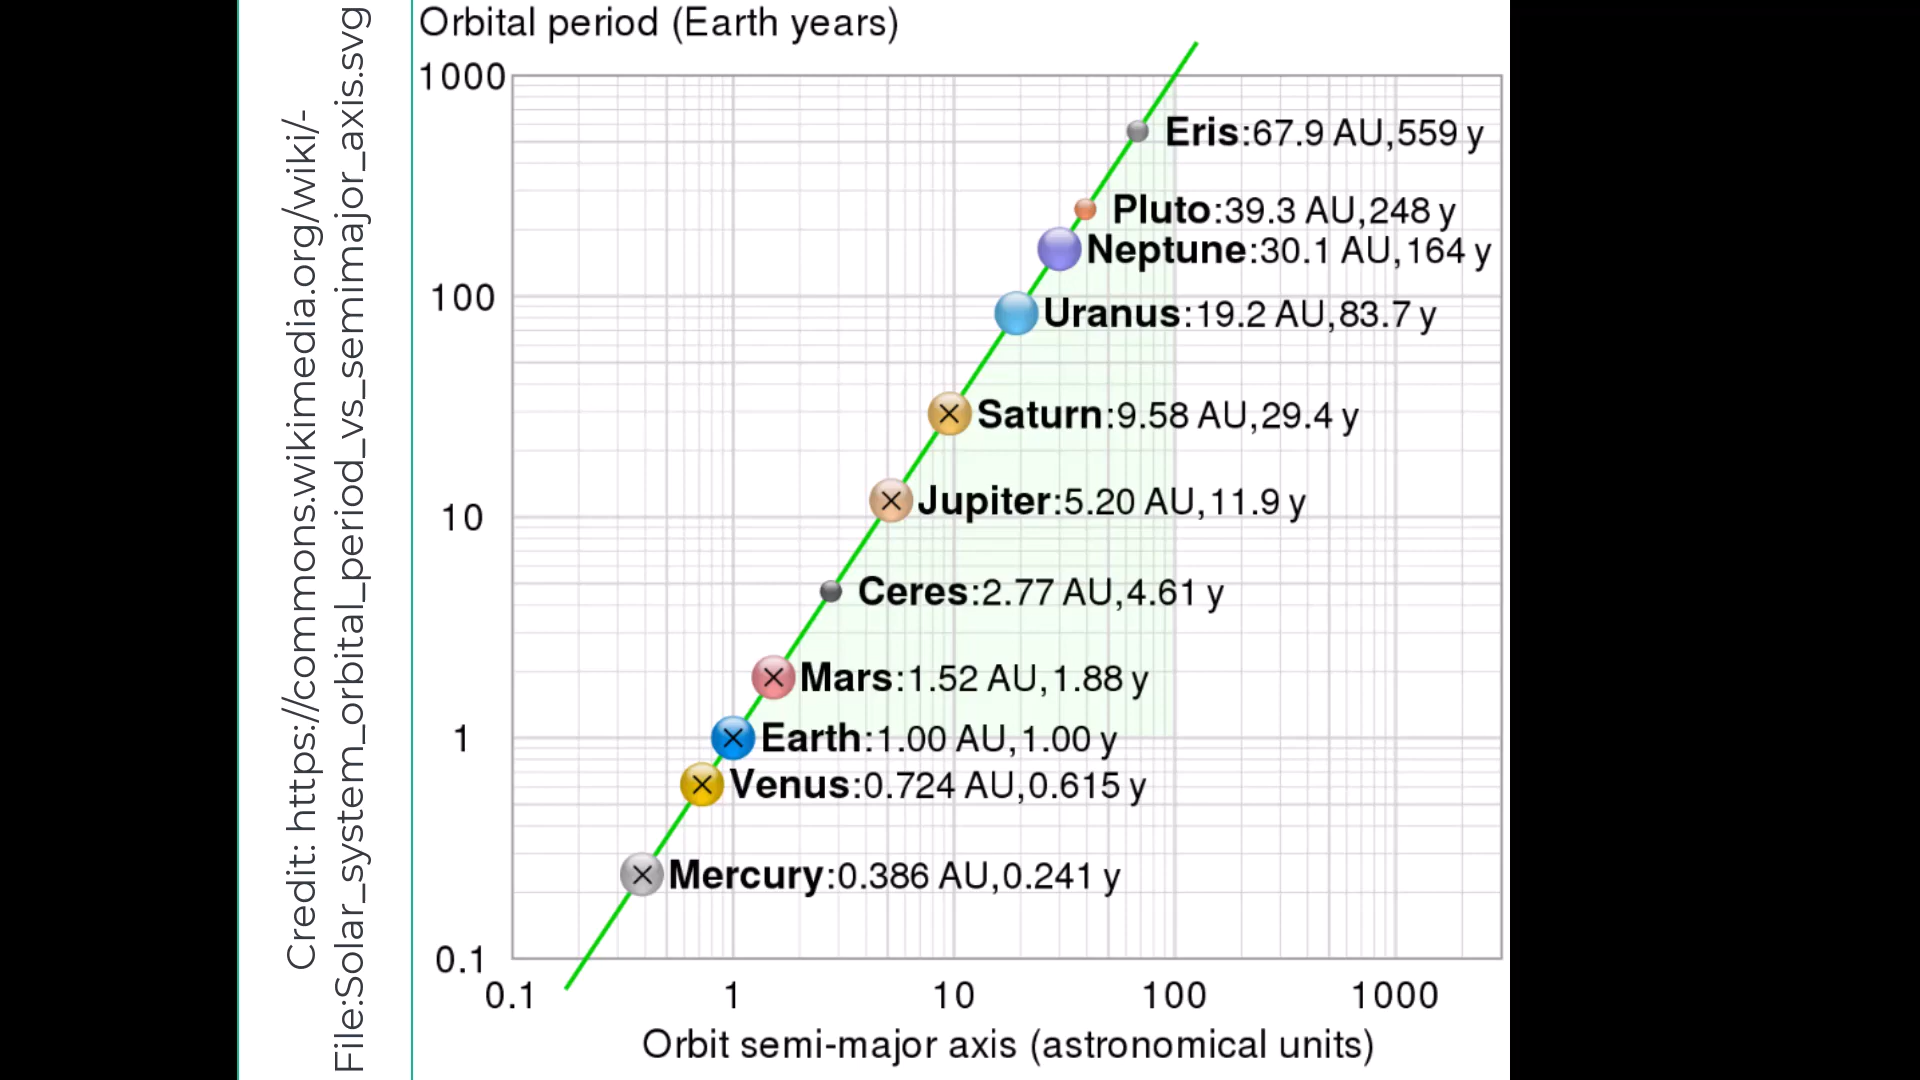 Credit: https://commons.wikimedia.org/wiki/-
File:Solar_system_orbital_period_vs_semimajor_axis.svg
Orbital period (Earth years)
1000
Eris:67.9 AU,559 y
Pluto:39.3 AU,248 y
Neptune:30.1 AU,164 y
100
Uranus:19.2 AU,83.7 y
Saturn:9.58 AU,29.4 y
Jupiter:5.20 AU,11.9 y
10
Ceres:2.77 AU,4.61 y
Mars:1.52 AU,1.88 y
1
Earth:1.00 AU,1.00 y
Venus:0.724 AU,0.615 y
Mercury:0.386 AU,0.241 y
0.1
0.1 1 10 100 1000
Orbit semi-major axis (astronomical units)